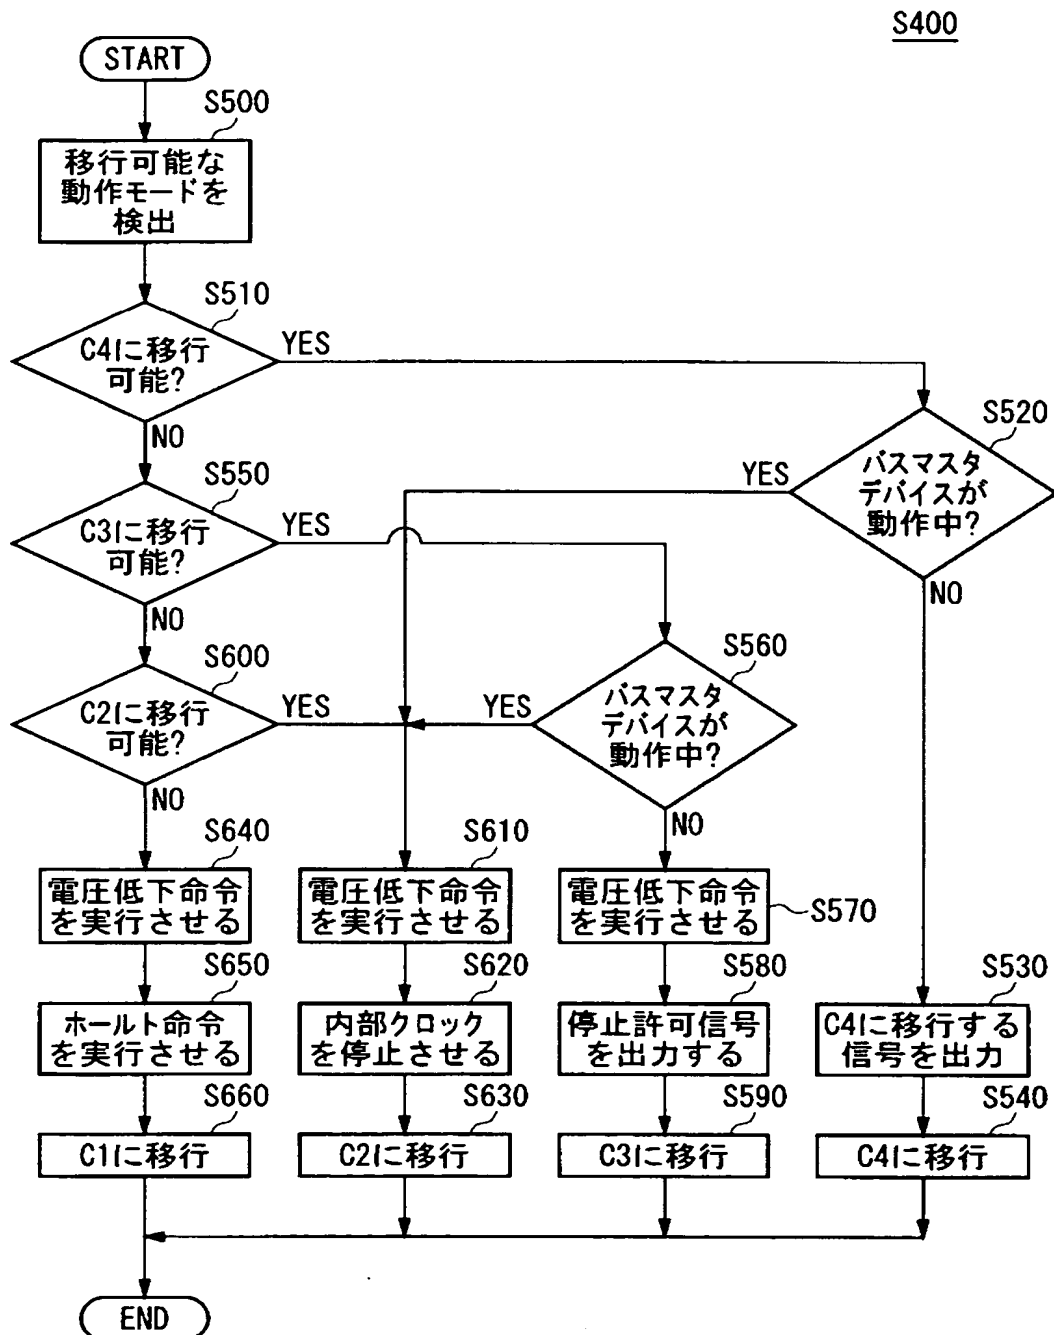 S400
START
S500
移行可能な
動作モードを
検出
S510
C4に移行
可能?
YES
NO
S520
バスマスタ
デバイスが
動作中?
YES
NO
S550
C3に移行
可能?
YES
NO
S560
バスマスタ
デバイスが
動作中?
YES
NO
S600
C2に移行
可能?
YES
NO
S640
電圧低下命令
を実行させる
S610
電圧低下命令
を実行させる
電圧低下命令
を実行させる
S570
S650
ホールト命令
を実行させる
S620
内部クロック
を停止させる
S580
停止許可信号
を出力する
S530
C4に移行する
信号を出力
S660
C1に移行
S630
C2に移行
S590
C3に移行
S540
C4に移行
END